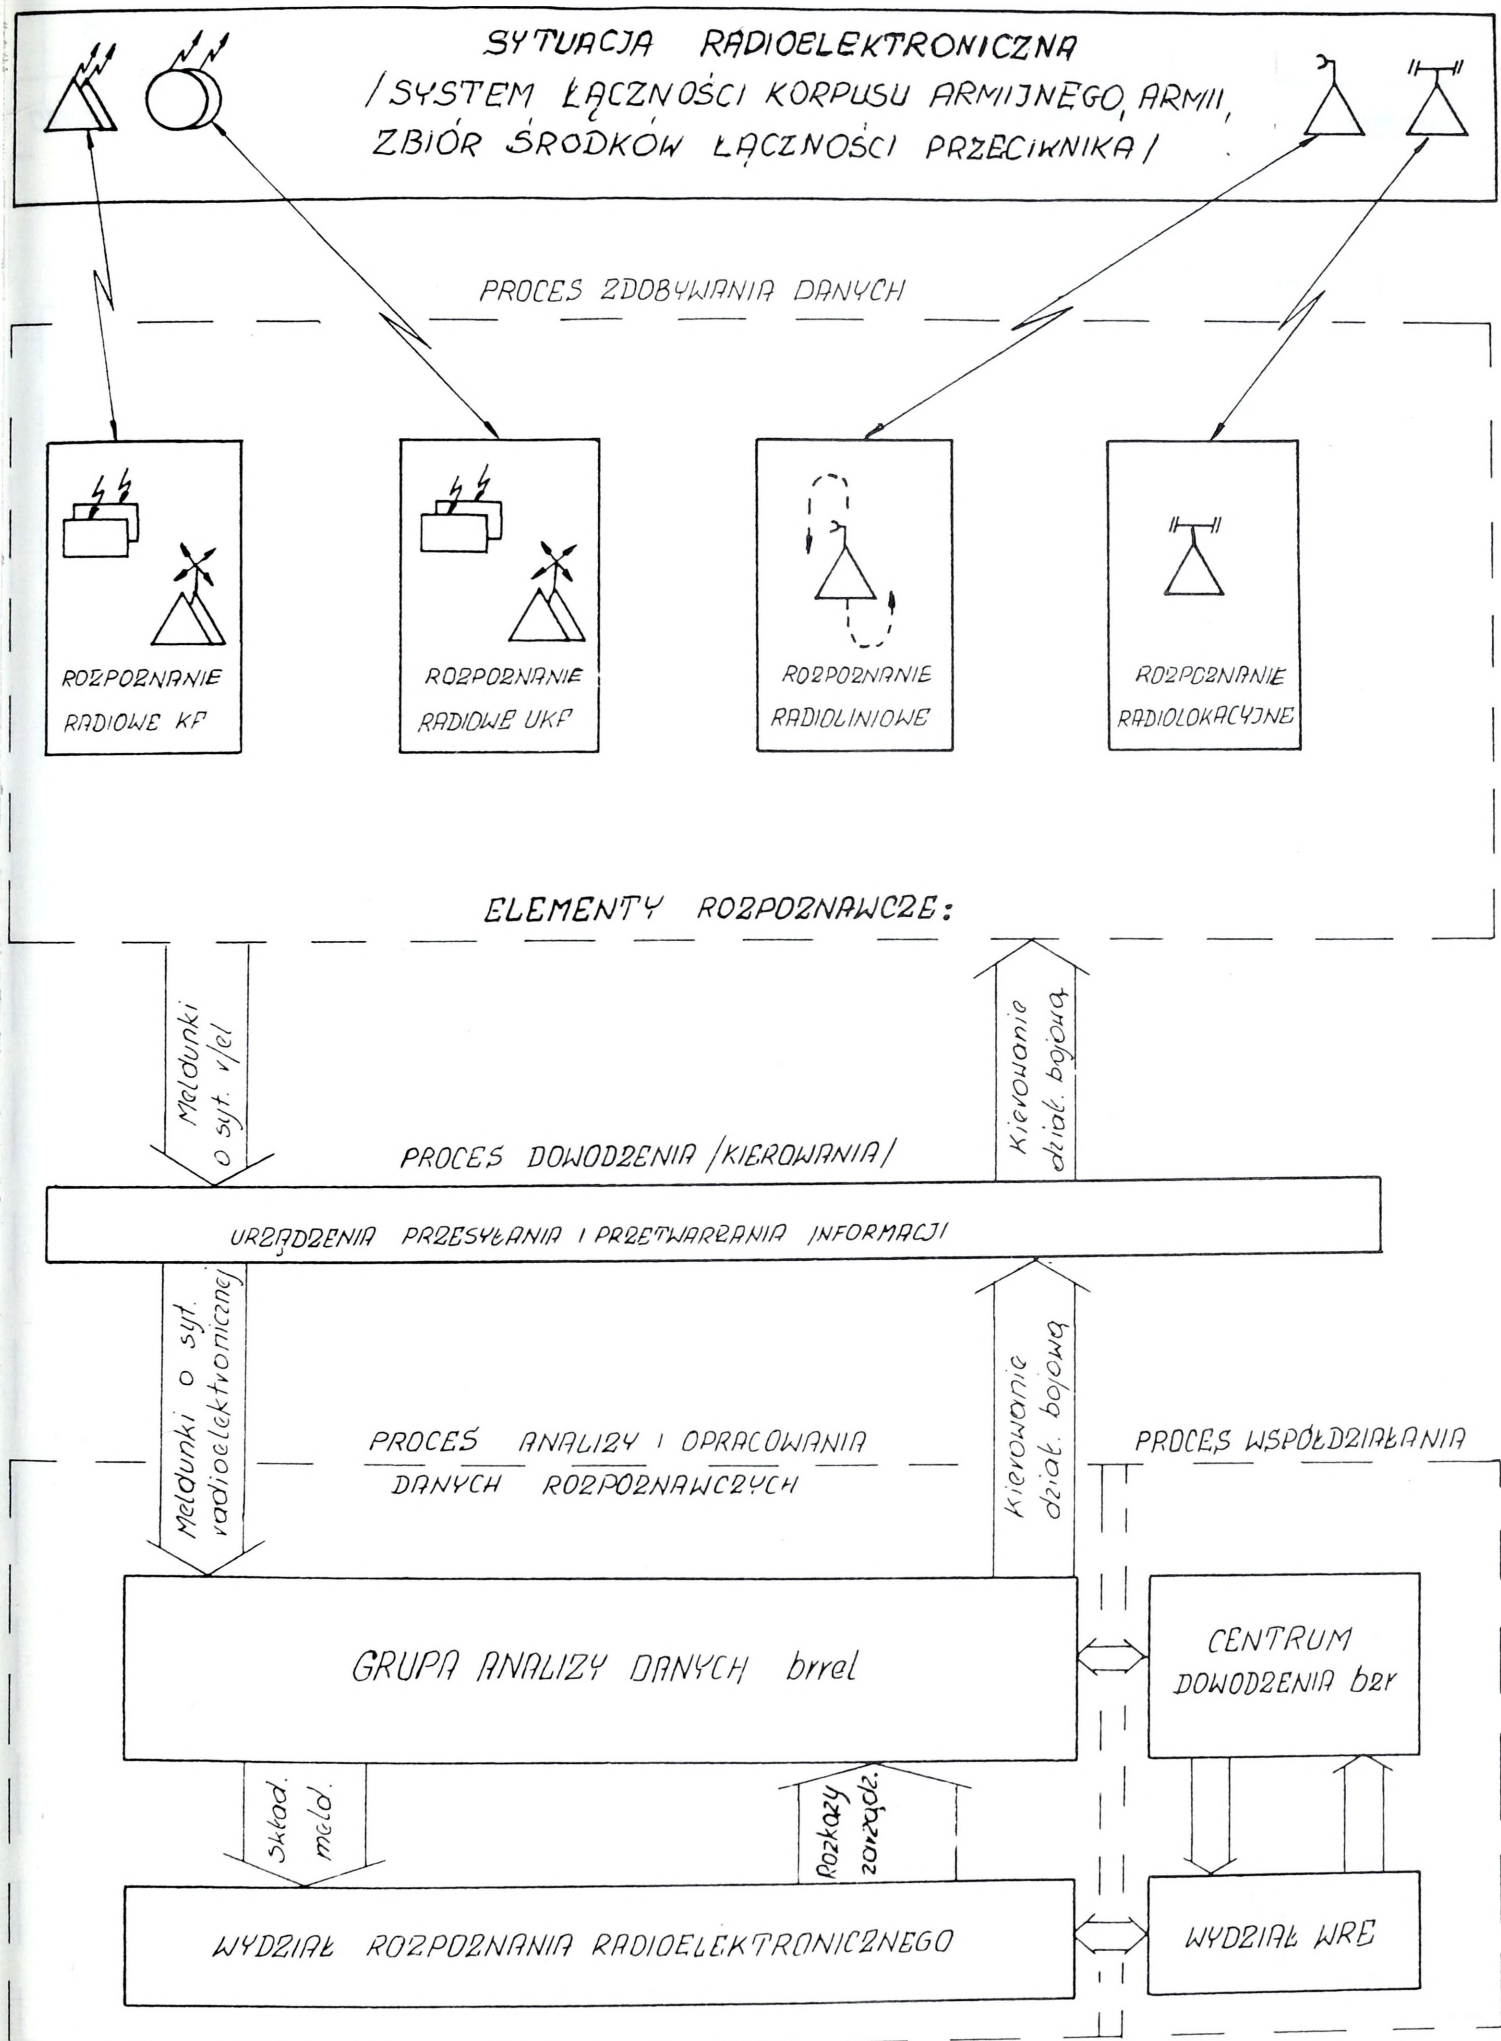 SYTUACJA RADIOELEKTRONICZNA
/SYSTEM ŁĄCZNOŚCI KORPUSU ARMIJNEGO, ARMII,
ZBIÓR ŚRODKÓW ŁĄCZNOŚCI PRZECIWNIKA/
PROCES ZDOBYWANIA DANYCH
ROZPOZNANIE
RADIOWE KF
ROZPOZNANIE
RADIOWE UKF
ROZPOZNANIE
RADIOLINIOWE
ROZPOZNANIE
RADIOLOKACYJNE
ELEMENTY ROZPOZNAWCZE:
Meldunki
o syt. r/el
Kierowanie
dział. bojową
PROCES DOWODZENIA /KIEROWANIA/
URZĄDZENIA PRZESYŁANIA I PRZETWARZANIA INFORMACJI
Meldunki o syt.
radioelektronicznej
Kierowanie
dział. bojową
PROCES ANALIZY I OPRACOWANIA
DANYCH ROZPOZNAWCZYCH
PROCES WSPÓŁDZIAŁANIA
GRUPA ANALIZY DANYCH brrel
CENTRUM
DOWODZENIA bzr
Skład.
meld.
Rozkazy
zarządz.
WYDZIAŁ ROZPOZNANIA RADIOELEKTRONICZNEGO
WYDZIAŁ WRE